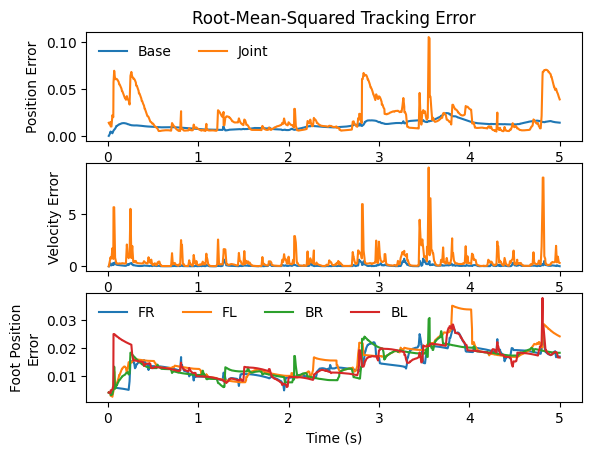 Root-Mean-Squared Tracking Error
Position Error
0.10
0.05
0.00
Base
Joint
0 1 2 3 4 5
Velocity Error
5
0
0 1 2 3 4 5
Foot Position
Error
0.03
0.02
0.01
FR
FL
BR
BL
0 1 2 3 4 5
Time (s)